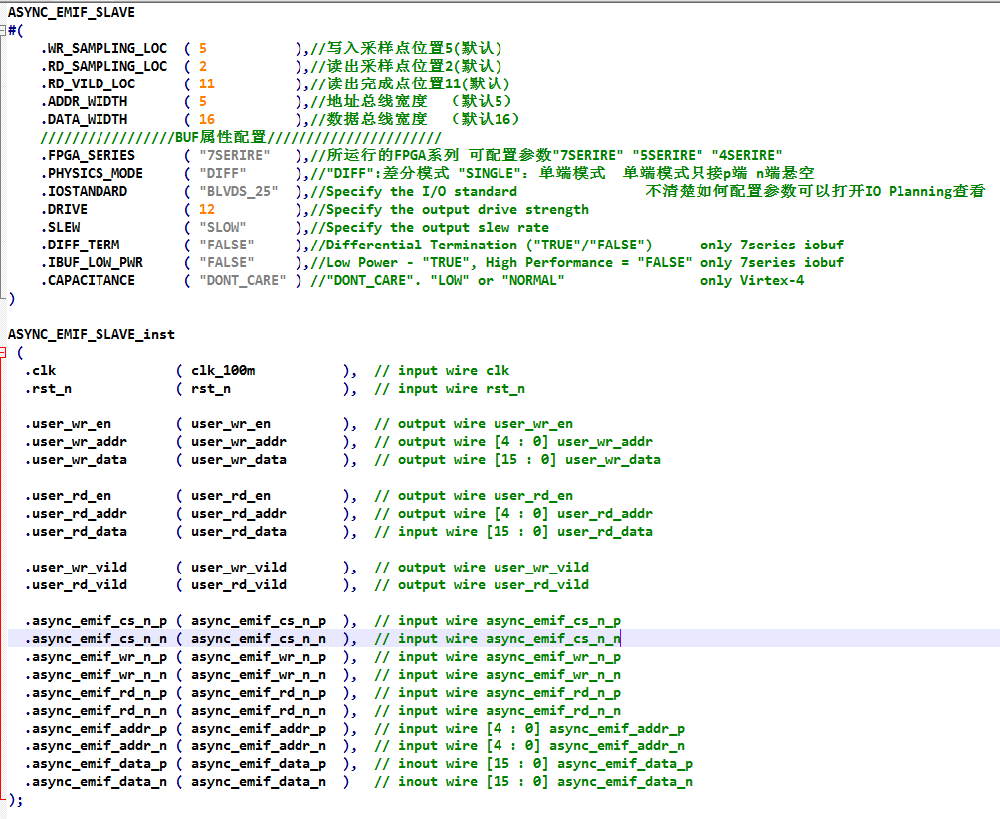 ASYNC_EMIF_SLAVE
#(
.WR_SAMPLING_LOC ( 5 ),//写入采样点位置5(默认)
.RD_SAMPLING_LOC ( 2 ),//读出采样点位置2(默认)
.RD_VILD_LOC ( 11 ),//读出完成点位置11(默认)
.ADDR_WIDTH ( 5 ),//地址总线宽度 （默认5）
.DATA_WIDTH ( 16 ),//数据总线宽度 （默认16）
/////////////////BUF属性配置//////////////////////
.FPGA_SERIES ( "7SERIRE" ),//所运行的FPGA系列 可配置参数"7SERIRE" "5SERIRE" "4SERIRE"
.PHYSICS_MODE ( "DIFF" ),//"DIFF":差分模式 "SINGLE": 单端模式 单端模式只接p端 n端悬空
.IOSTANDARD ( "BLVDS_25" ),//Specify the I/O standard 不清楚如何配置参数可以打开IO Planning查看
.DRIVE ( 12 ),//Specify the output drive strength
.SLEW ( "SLOW" ),//Specify the output slew rate
.DIFF_TERM ( "FALSE" ),//Differential Termination ("TRUE"/"FALSE") only 7series iobuf
.IBUF_LOW_PWR ( "FALSE" ),//Low Power - "TRUE", High Performance = "FALSE" only 7series iobuf
.CAPACITANCE ( "DONT_CARE" ) //"DONT_CARE". "LOW" or "NORMAL" only Virtex-4
)
ASYNC_EMIF_SLAVE_inst
(
.clk ( clk_100m ), // input wire clk
.rst_n ( rst_n ), // input wire rst_n
.user_wr_en ( user_wr_en ), // output wire user_wr_en
.user_wr_addr ( user_wr_addr ), // output wire [4 : 0] user_wr_addr
.user_wr_data ( user_wr_data ), // output wire [15 : 0] user_wr_data
.user_rd_en ( user_rd_en ), // output wire user_rd_en
.user_rd_addr ( user_rd_addr ), // output wire [4 : 0] user_rd_addr
.user_rd_data ( user_rd_data ), // input wire [15 : 0] user_rd_data
.user_wr_vild ( user_wr_vild ), // output wire user_wr_vild
.user_rd_vild ( user_rd_vild ), // output wire user_rd_vild
.async_emif_cs_n_p ( async_emif_cs_n_p ), // input wire async_emif_cs_n_p
.async_emif_cs_n_n ( async_emif_cs_n_n ), // input wire async_emif_cs_n_n
.async_emif_wr_n_p ( async_emif_wr_n_p ), // input wire async_emif_wr_n_p
.async_emif_wr_n_n ( async_emif_wr_n_n ), // input wire async_emif_wr_n_n
.async_emif_rd_n_p ( async_emif_rd_n_p ), // input wire async_emif_rd_n_p
.async_emif_rd_n_n ( async_emif_rd_n_n ), // input wire async_emif_rd_n_n
.async_emif_addr_p ( async_emif_addr_p ), // input wire [4 : 0] async_emif_addr_p
.async_emif_addr_n ( async_emif_addr_n ), // input wire [4 : 0] async_emif_addr_n
.async_emif_data_p ( async_emif_data_p ), // inout wire [15 : 0] async_emif_data_p
.async_emif_data_n ( async_emif_data_n ) // inout wire [15 : 0] async_emif_data_n
);